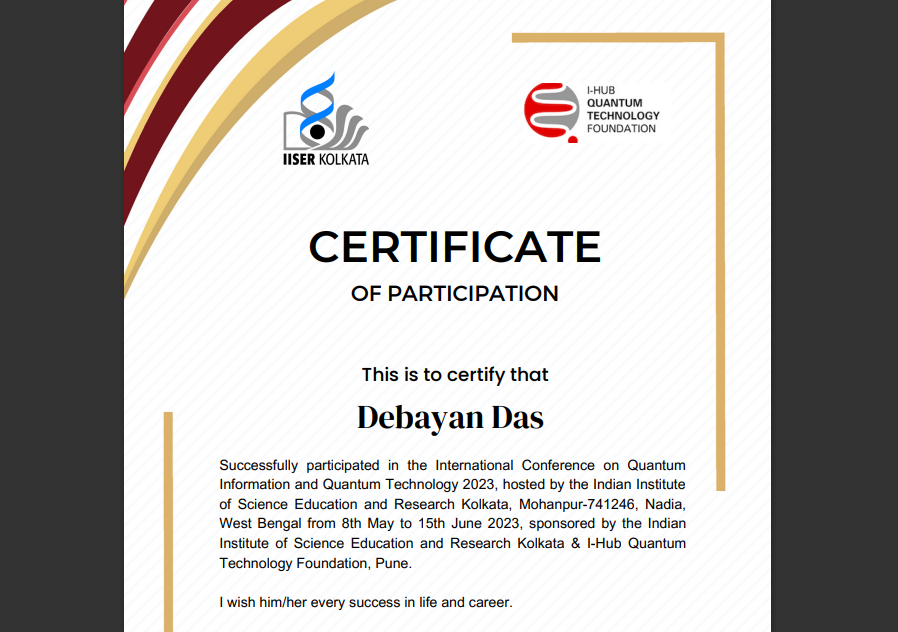 IISER KOLKATA
I-HUB
QUANTUM
TECHNOLOGY
FOUNDATION
CERTIFICATE
OF PARTICIPATION
This is to certify that
Debayan Das
Successfully participated in the International Conference on Quantum
Information and Quantum Technology 2023, hosted by the Indian Institute
of Science Education and Research Kolkata, Mohanpur-741246, Nadia,
West Bengal from 8th May to 15th June 2023, sponsored by the Indian
Institute of Science Education and Research Kolkata & I-Hub Quantum
Technology Foundation, Pune.
I wish him/her every success in life and career.